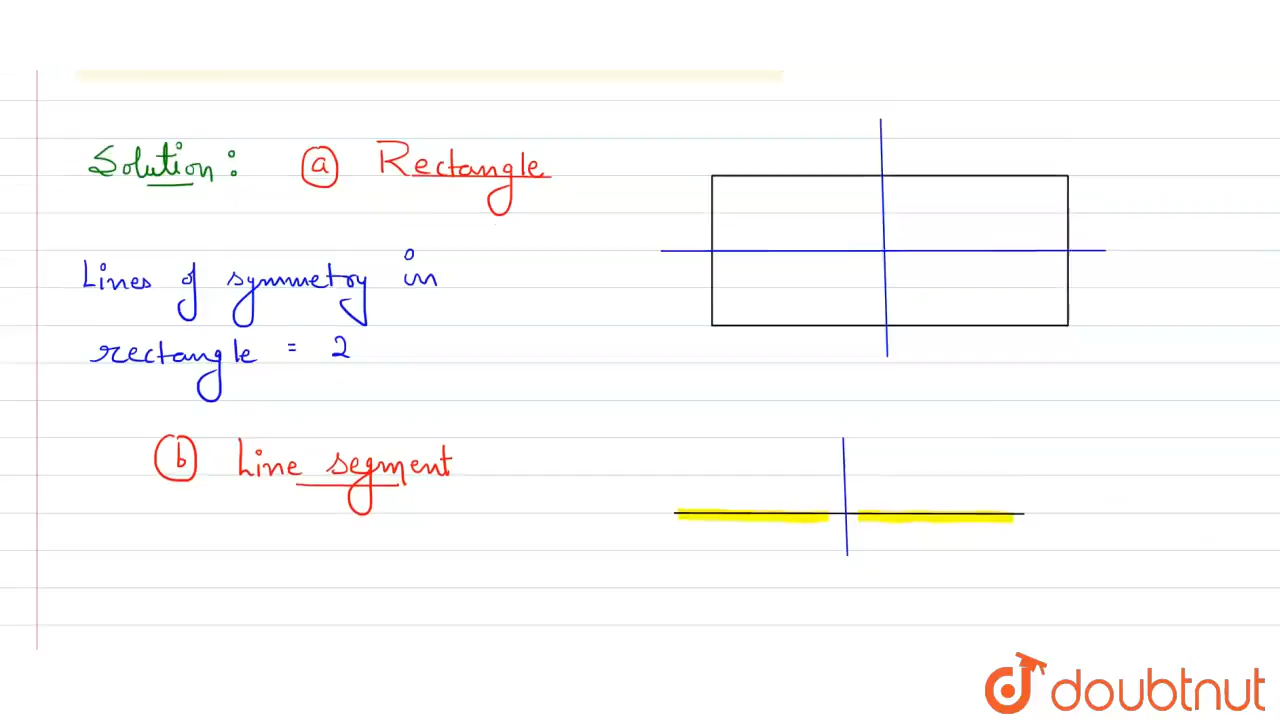 Solution: (a) Rectangle
Lines of symmetry in
rectangle = 2
(b) Line segment
doubtnut